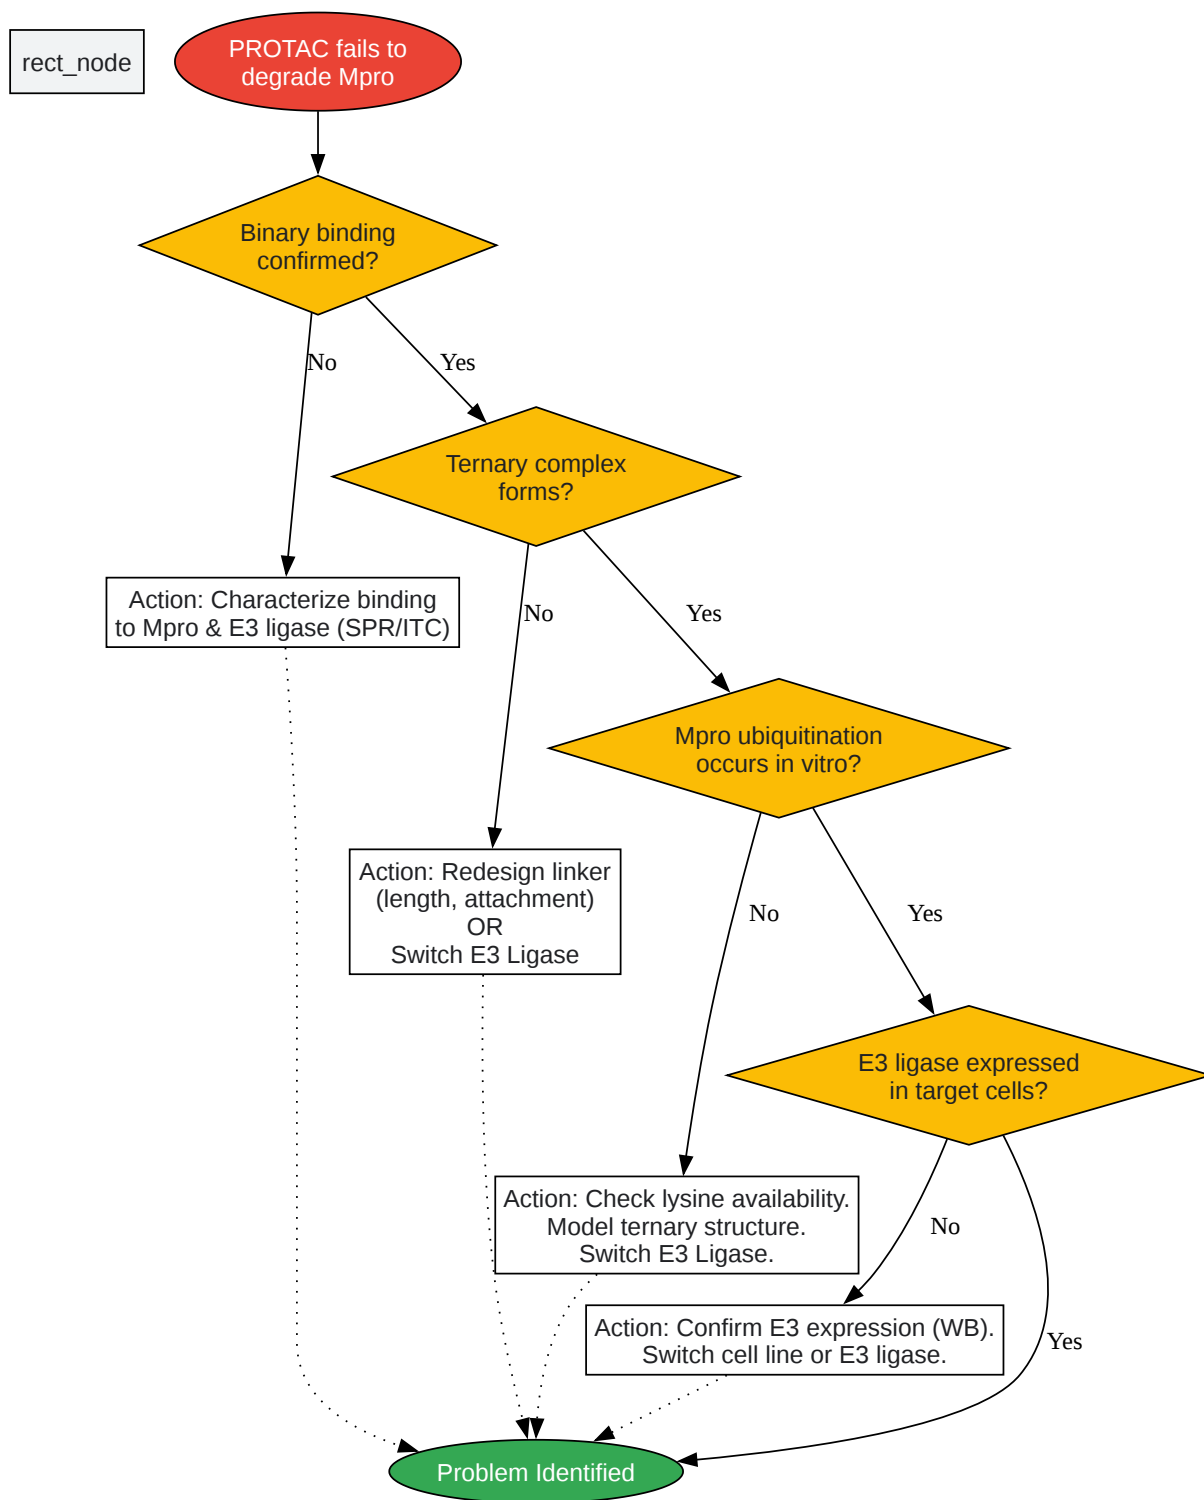 rect_node
PROTAC fails to
degrade Mpro
Binary binding
confirmed?
No
Yes
Ternary complex
forms?
Action: Characterize binding
to Mpro & E3 ligase (SPR/ITC)
No
Yes
Mpro ubiquitination
occurs in vitro?
Action: Redesign linker
(length, attachment)
OR
Switch E3 Ligase
No
Yes
E3 ligase expressed
in target cells?
Action: Check lysine availability.
Model ternary structure.
Switch E3 Ligase.
No
Action: Confirm E3 expression (WB).
Switch cell line or E3 ligase.
Yes
Problem Identified